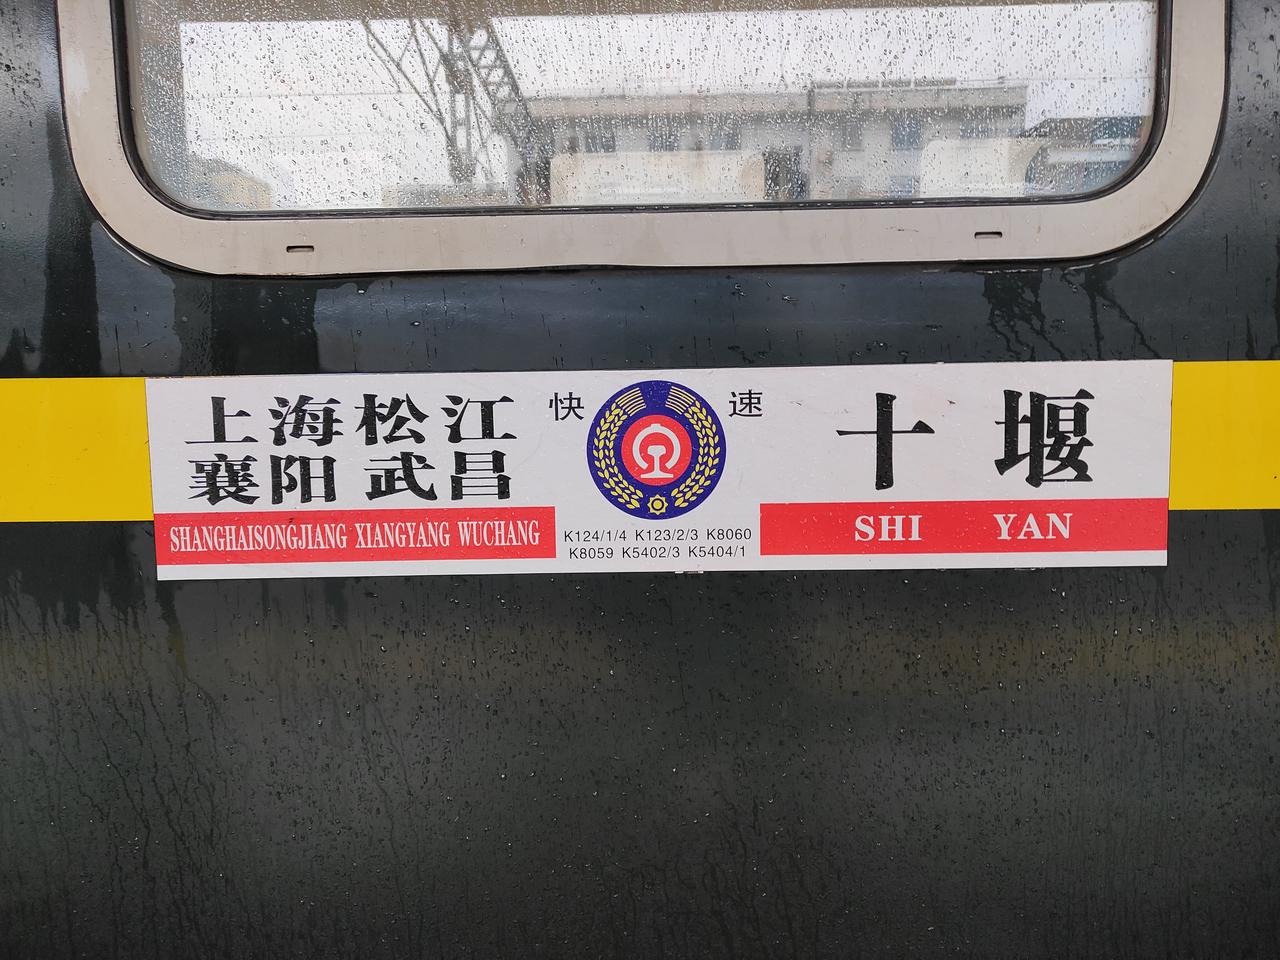 上海松江
襄阳 武昌
SHANGHAISONGJIANG XIANGYANG WUCHANG
快 速
K124/1/4 K123/2/3 K8060
K8059 K5402/3 K5404/1
十堰
SHI YAN